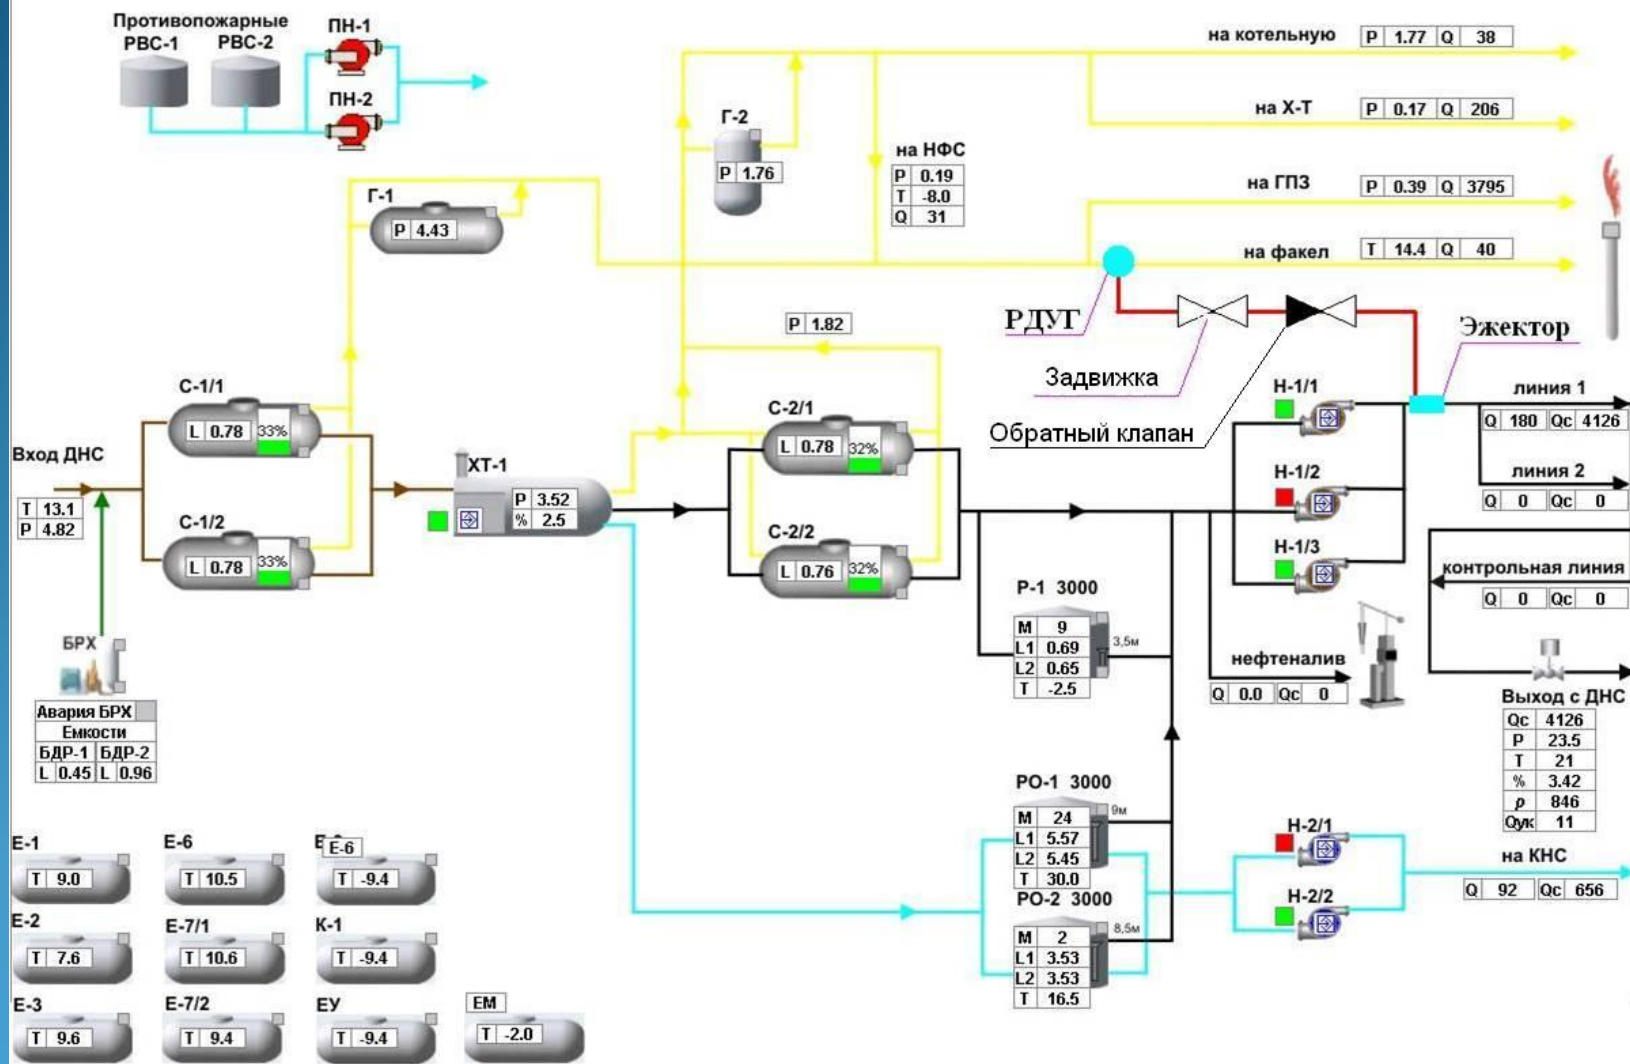 Противопожарные
РВС-1 РВС-2
ПН-1
ПН-2
на котельную P 1.77 Q 38
на Х-Т P 0.17 Q 206
на ГПЗ P 0.39 Q 3795
на факел T 14.4 Q 40
Г-2
P 1.76
на НФС
P 0.19
T -8.0
Q 31
Г-1
P 4.43
P 1.82
РДУГ
Задвижка
Обратный клапан
Эжектор
С-1/1
L 0.78 33%
Вход ДНС
T 13.1
P 4.82
С-1/2
L 0.78 33%
ХТ-1
P 3.52
% 2.5
С-2/1
L 0.78 32%
С-2/2
L 0.76 32%
Н-1/1
Н-1/2
Н-1/3
линия 1
Q 180 Qc 4126
линия 2
Q 0 Qc 0
контрольная линия
Q 0 Qc 0
Р-1 3000
M 9
L1 0.69
L2 0.65
T -2.5
3,5м
нефтеналив
Q 0.0 Qc 0
Выход с ДНС
Qc 4126
P 23.5
T 21
% 3.42
ρ 846
Qук 11
БРХ
Авария БРХ
Емкости
БДР-1 БДР-2
L 0.45 L 0.96
РО-1 3000
M 24
L1 5.57
L2 5.45
T 30.0
9м
РО-2 3000
M 2
L1 3.53
L2 3.53
T 16.5
8,5м
Н-2/1
Н-2/2
на КНС
Q 92 Qc 656
Е-1
T 9.0
Е-6
T 10.5
Е-6
T -9.4
Е-2
T 7.6
Е-7/1
T 10.6
К-1
T -9.4
Е-3
T 9.6
Е-7/2
T 9.4
ЕУ
T -9.4
ЕМ
T -2.0